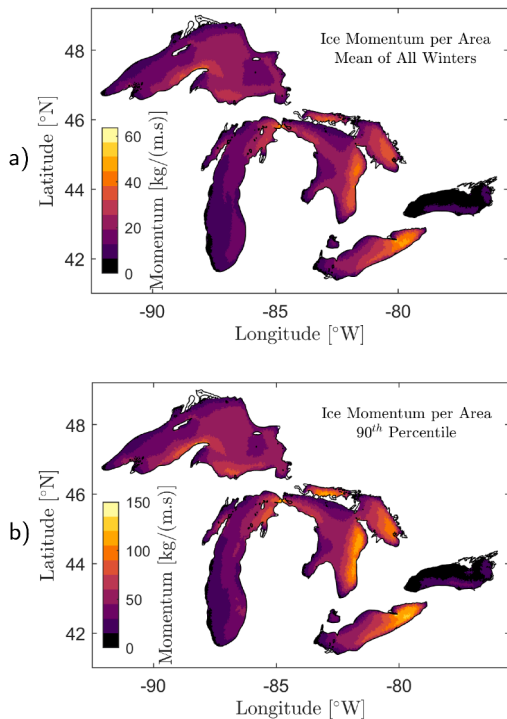 a)
Ice Momentum per Area
Mean of All Winters
Latitude [°N]
48
46
44
42
Momentum [kg/(m.s)]
60
40
20
0
-90
-85
-80
Longitude [°W]
b)
Ice Momentum per Area
90th Percentile
Latitude [°N]
48
46
44
42
Momentum [kg/(m.s)]
150
100
50
0
-90
-85
-80
Longitude [°W]